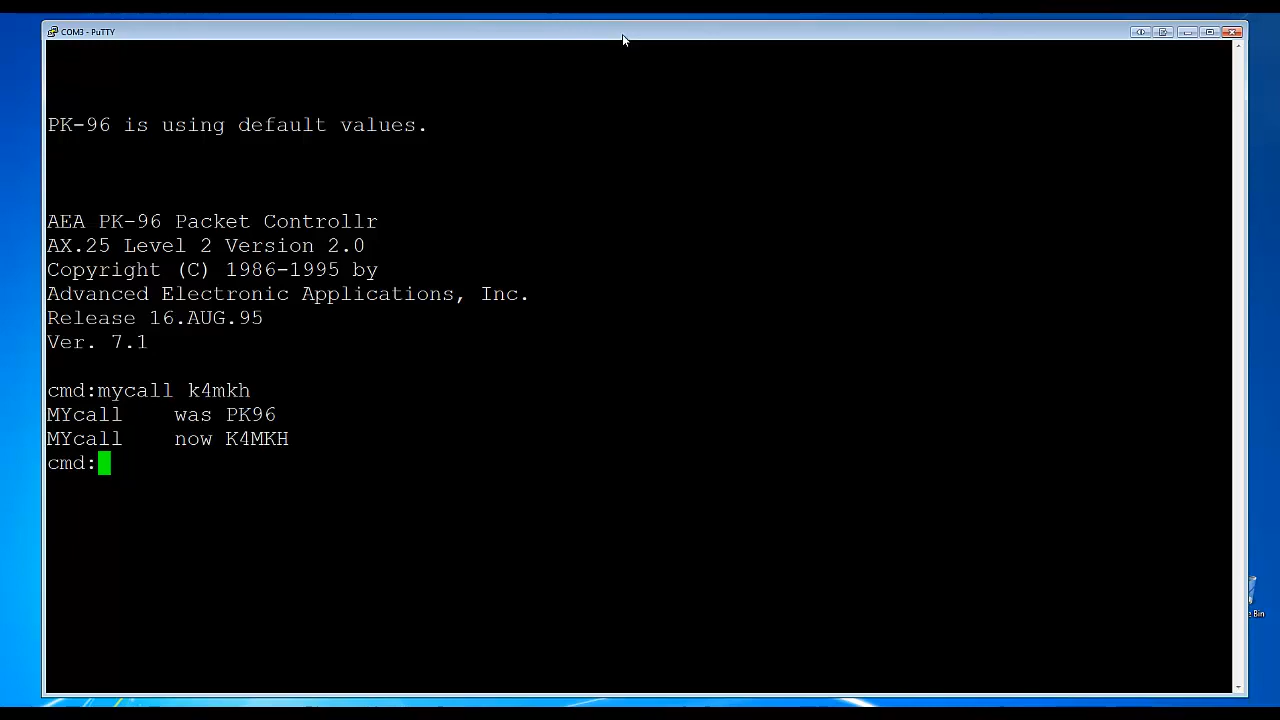 COM3 - PuTTY
PK-96 is using default values.
AEA PK-96 Packet Controllr
AX.25 Level 2 Version 2.0
Copyright (C) 1986-1995 by
Advanced Electronic Applications, Inc.
Release 16.AUG.95
Ver. 7.1
cmd:mycall k4mkh
MYcall    was PK96
MYcall    now K4MKH
cmd:
e Bin